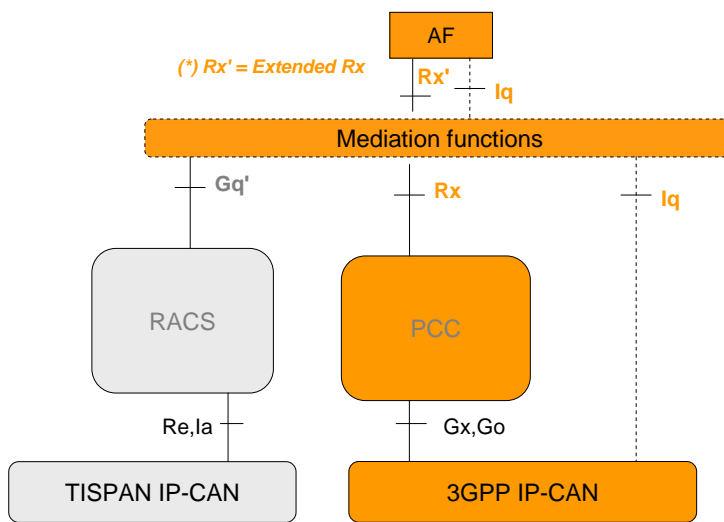 AF
(*) Rx' = Extended Rx
Rx'
Iq
Mediation functions
Gq'
Rx
Iq
RACS
PCC
Re,Ia
Gx,Go
TISPAN IP-CAN
3GPP IP-CAN